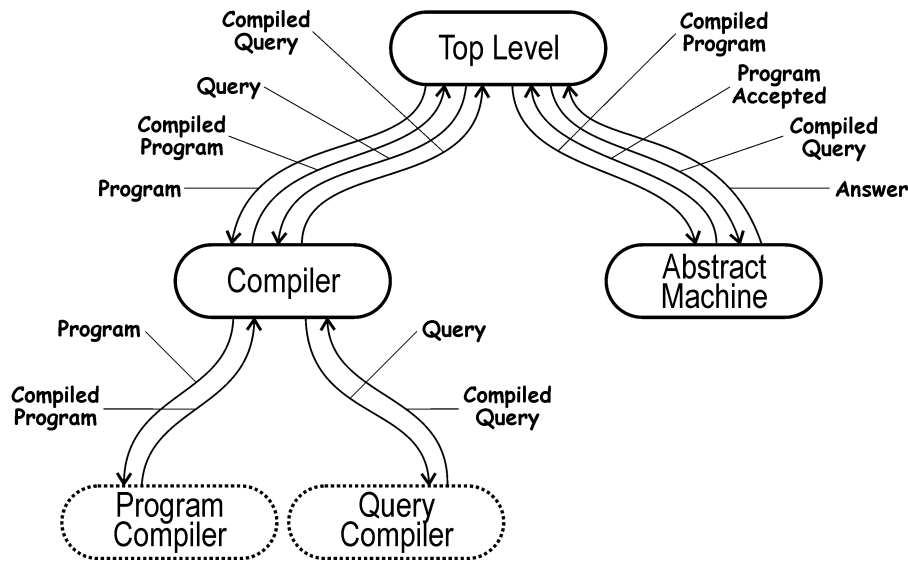 Compiled
Query
Top Level
Compiled
Program
Query
Program
Accepted
Compiled
Program
Compiled
Query
Program
Answer
Compiler
Abstract
Machine
Program
Query
Compiled
Program
Compiled
Query
Program
Compiler
Query
Compiler